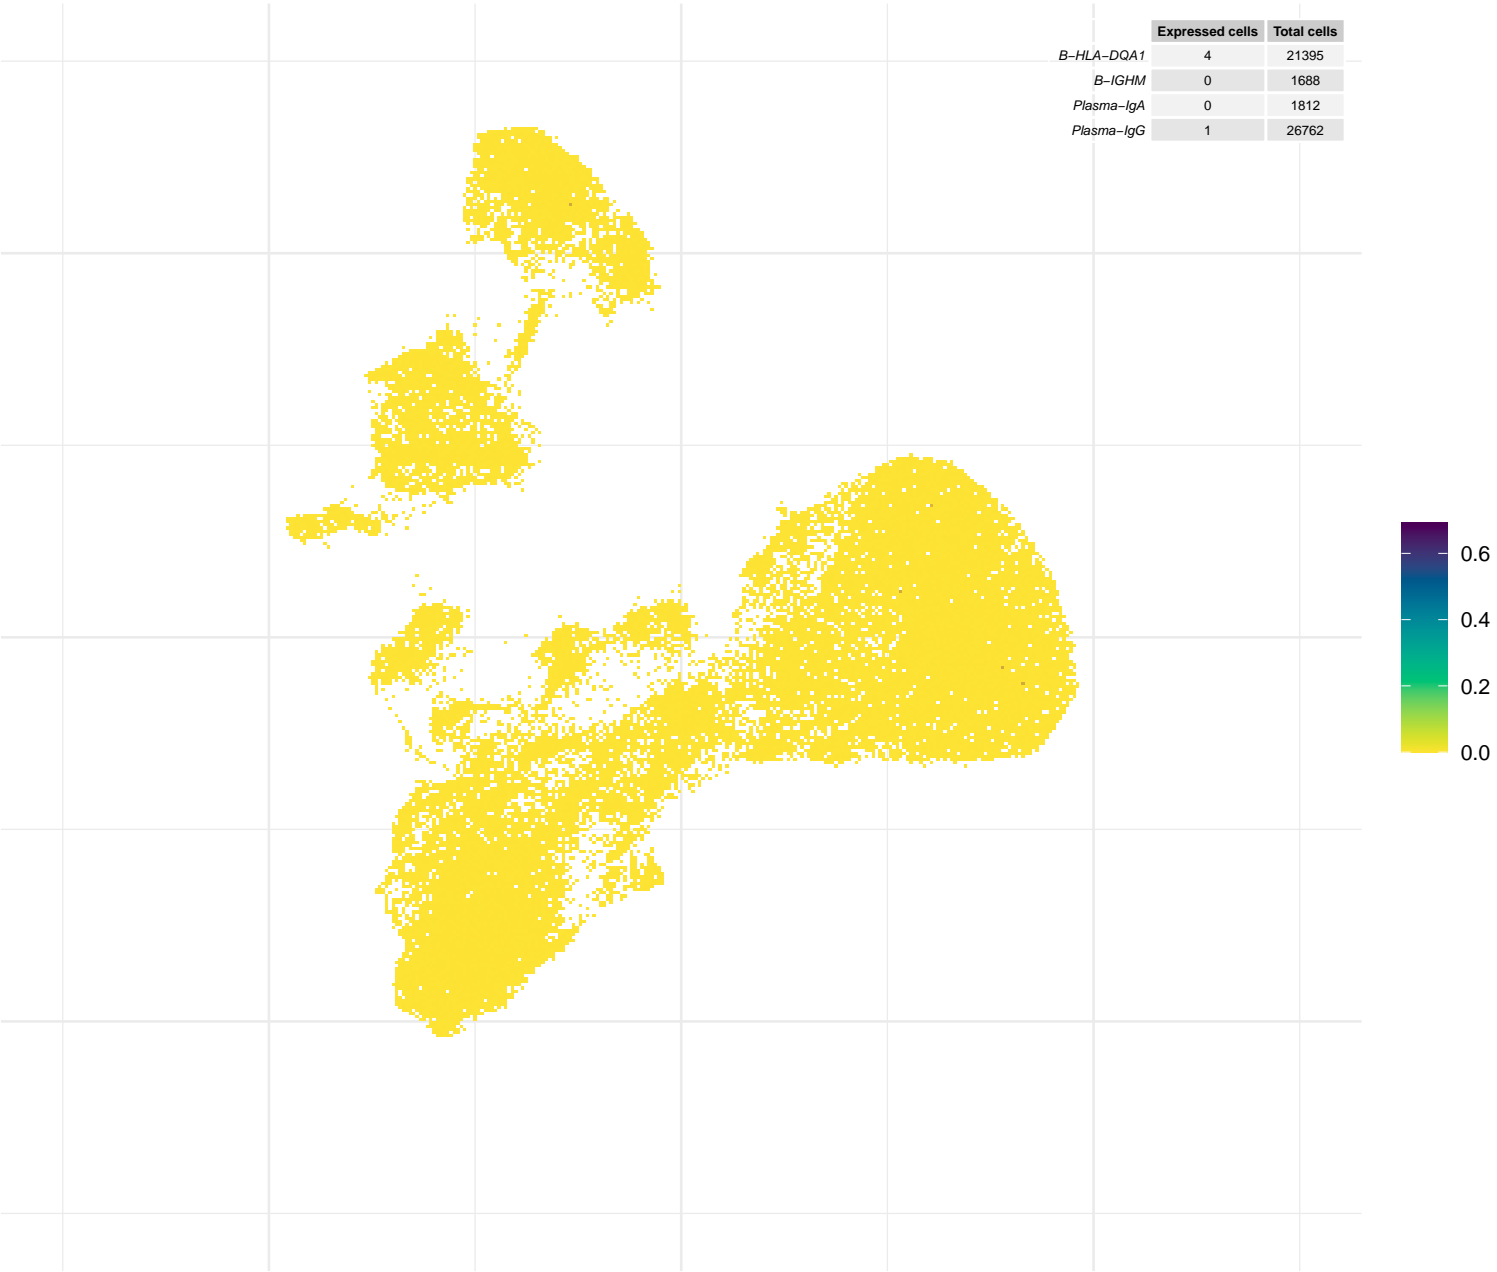 Expressed cells Total cells
B−HLA−DQA1 4 21395
B−IGHM 0 1688
Plasma−IgA 0 1812
Plasma−IgG 1 26762
0.6
0.4
0.2
0.0